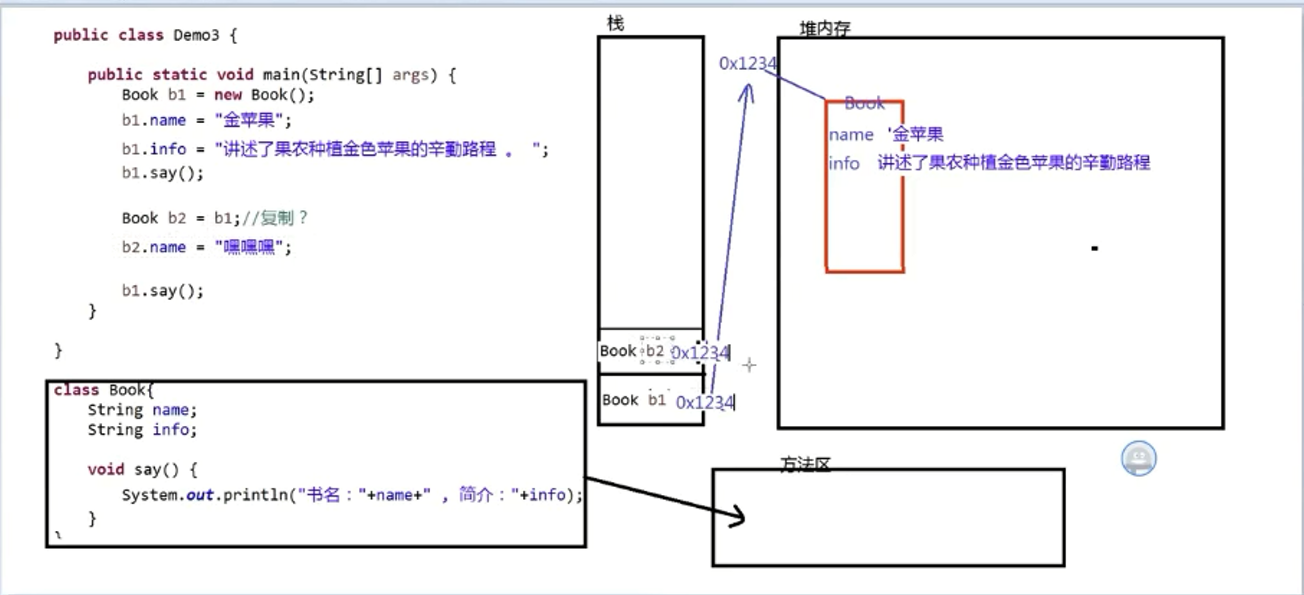 public class Demo3 {
public static void main(String[] args) {
Book b1 = new Book();
b1.name = "金苹果";
b1.info = "讲述了果农种植金色苹果的辛勤路程 。 ";
b1.say();
Book b2 = b1;//复制？
b2.name = "嘿嘿嘿";
b1.say();
}
}
class Book{
String name;
String info;
void say() {
System.out.println("书名："+name+" , 简介："+info);
}
}
栈
Book b2 0x1234
Book b1 0x1234
堆内存
0x1234
Book
name '金苹果
info 讲述了果农种植金色苹果的辛勤路程
方法区